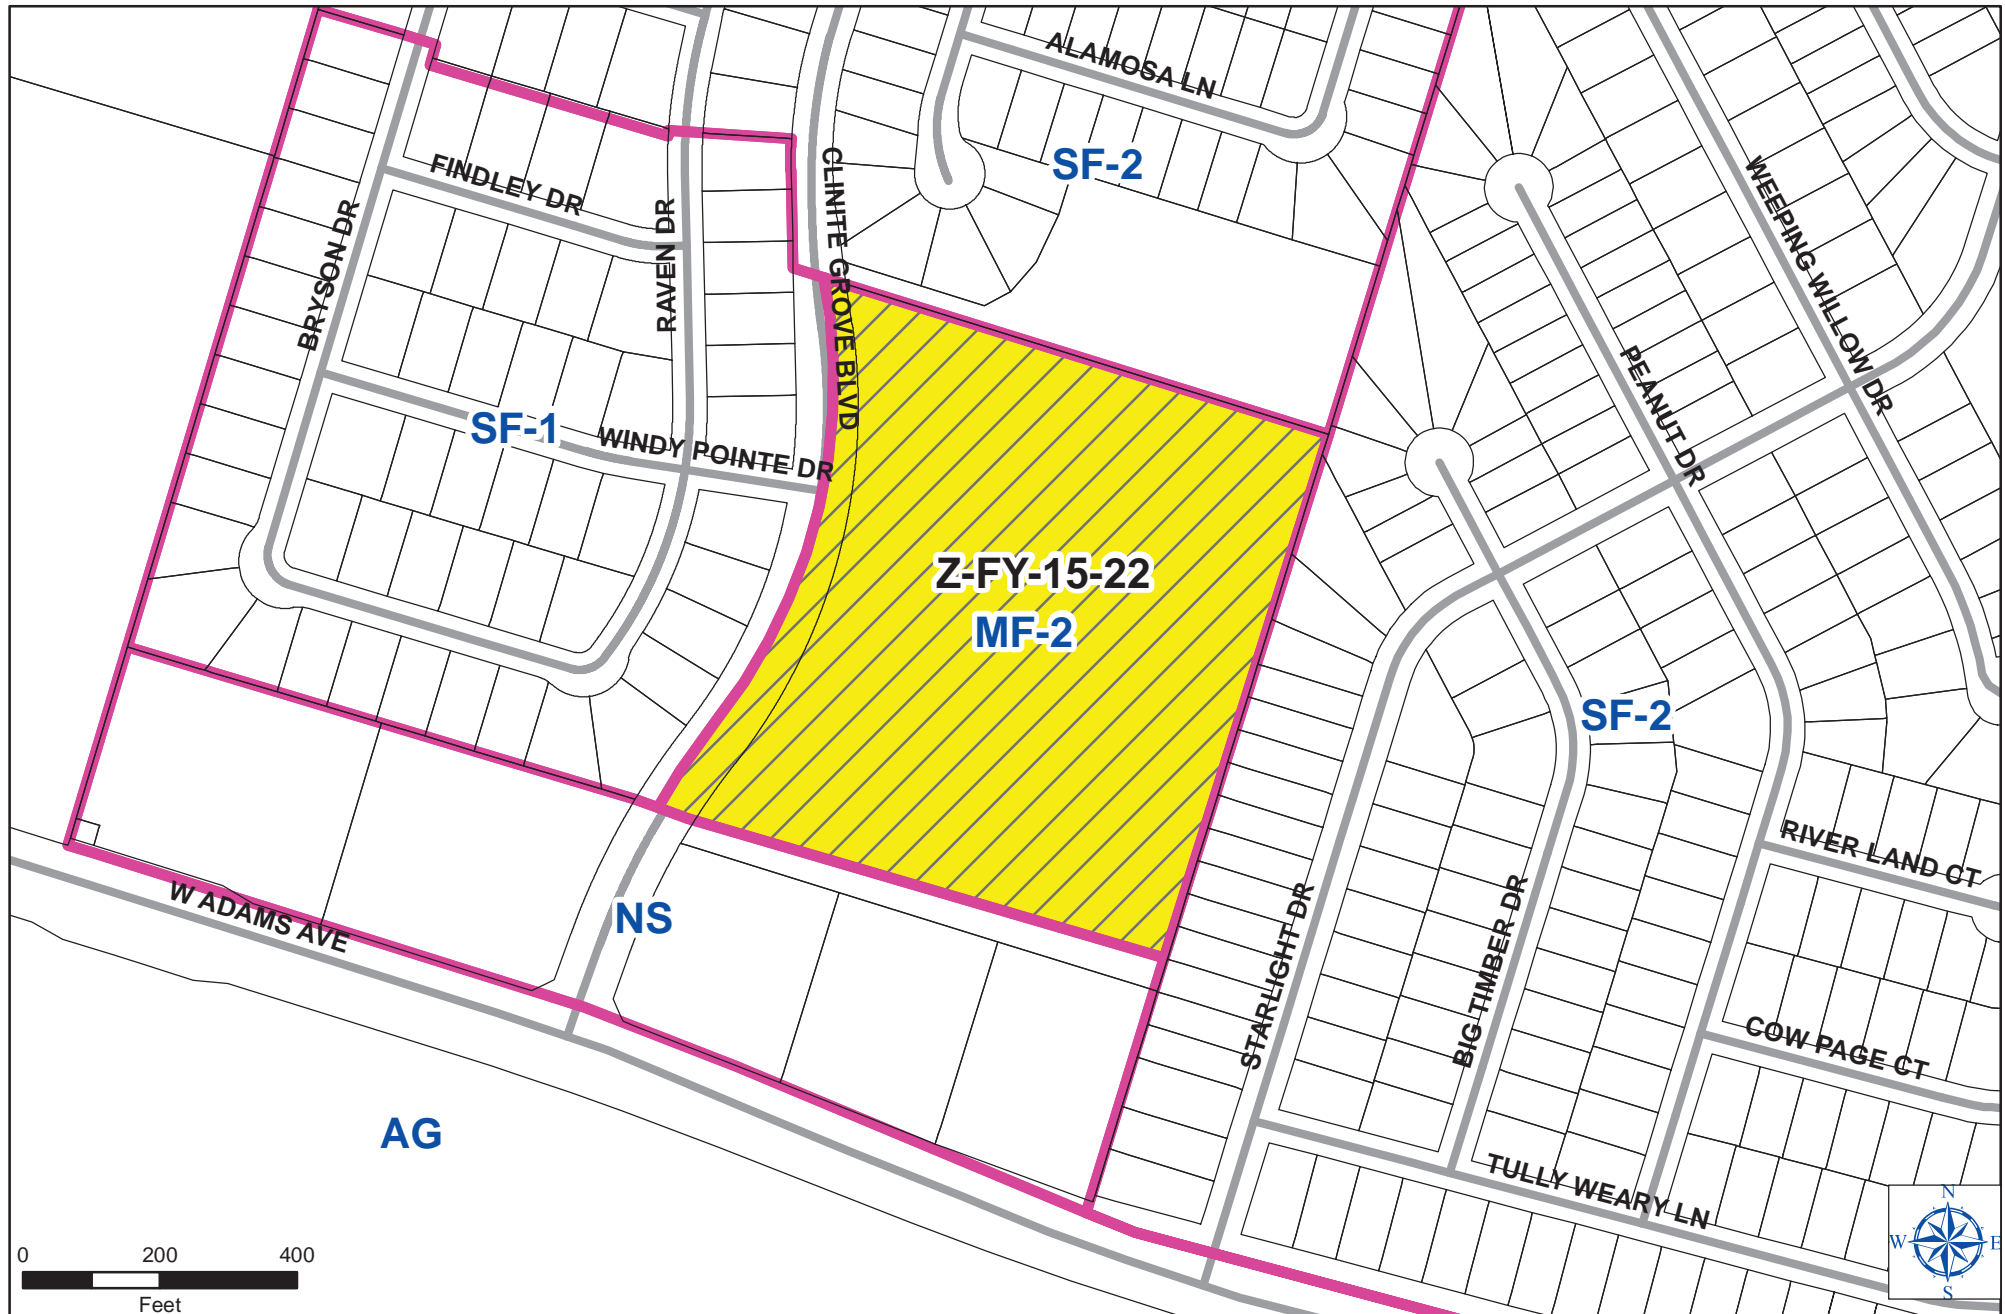 ALAMOSA LN
SF-2
FINDLEY DR
BRYSON DR
RAVEN DR
CLINITE GROVE BLVD
WEEPING WILLOW DR
PEANUT DR
SF-1
WINDY POINTE DR
Z-FY-15-22
MF-2
SF-2
RIVER LAND CT
W ADAMS AVE
NS
STARLIGHT DR
BIG TIMBER DR
COW PAGE CT
AG
TULLY WEARY LN
N
W E
S
0 200 400
Feet